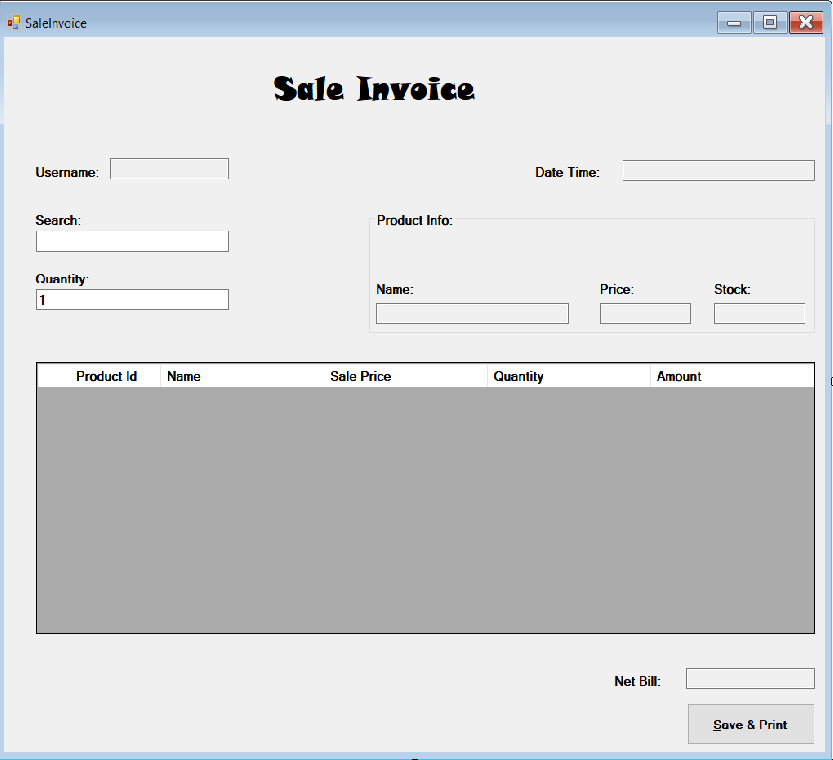 SaleInvoice
Sale Invoice
Username:
Date Time:
Search:
Product Info:
Quantity:
1
Name:
Price:
Stock:
Product Id Name Sale Price Quantity Amount
Net Bill:
Save & Print